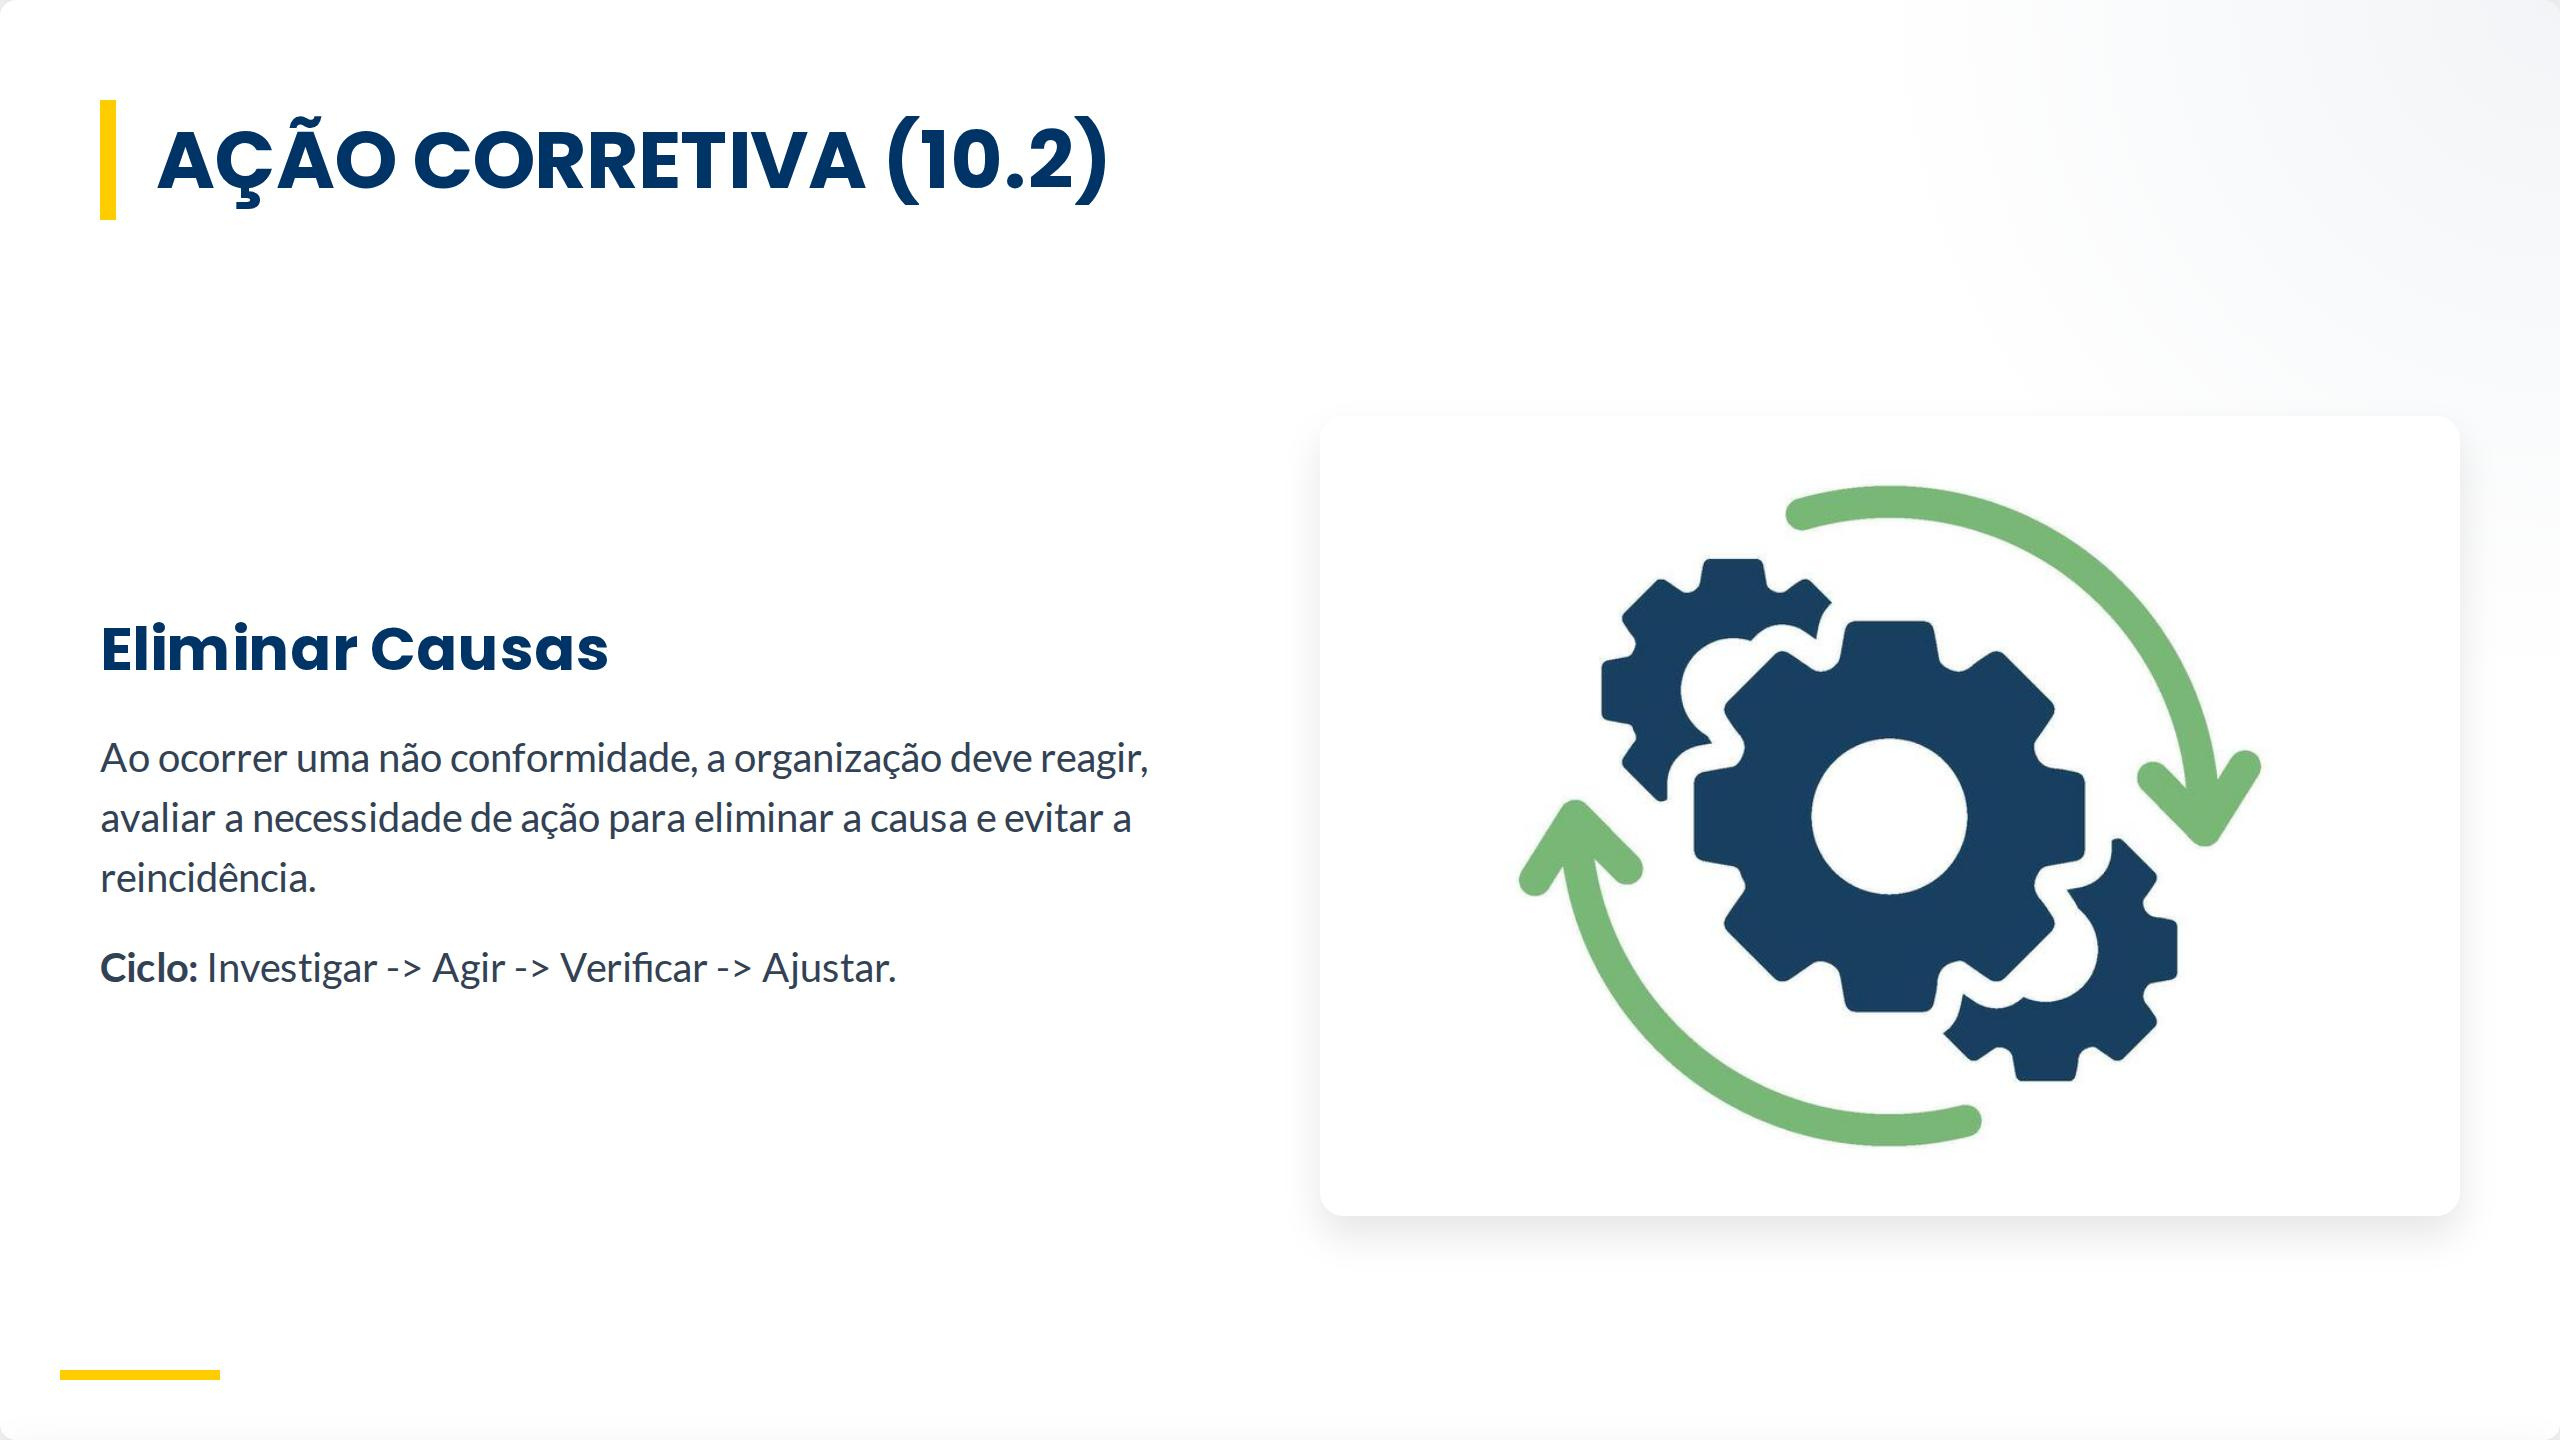 AÇÃO CORRETIVA (10.2)
Eliminar Causas
Ao ocorrer uma não conformidade, a organização deve reagir,
avaliar a necessidade de ação para eliminar a causa e evitar a
reincidência.
Ciclo: Investigar -> Agir -> Verificar -> Ajustar.